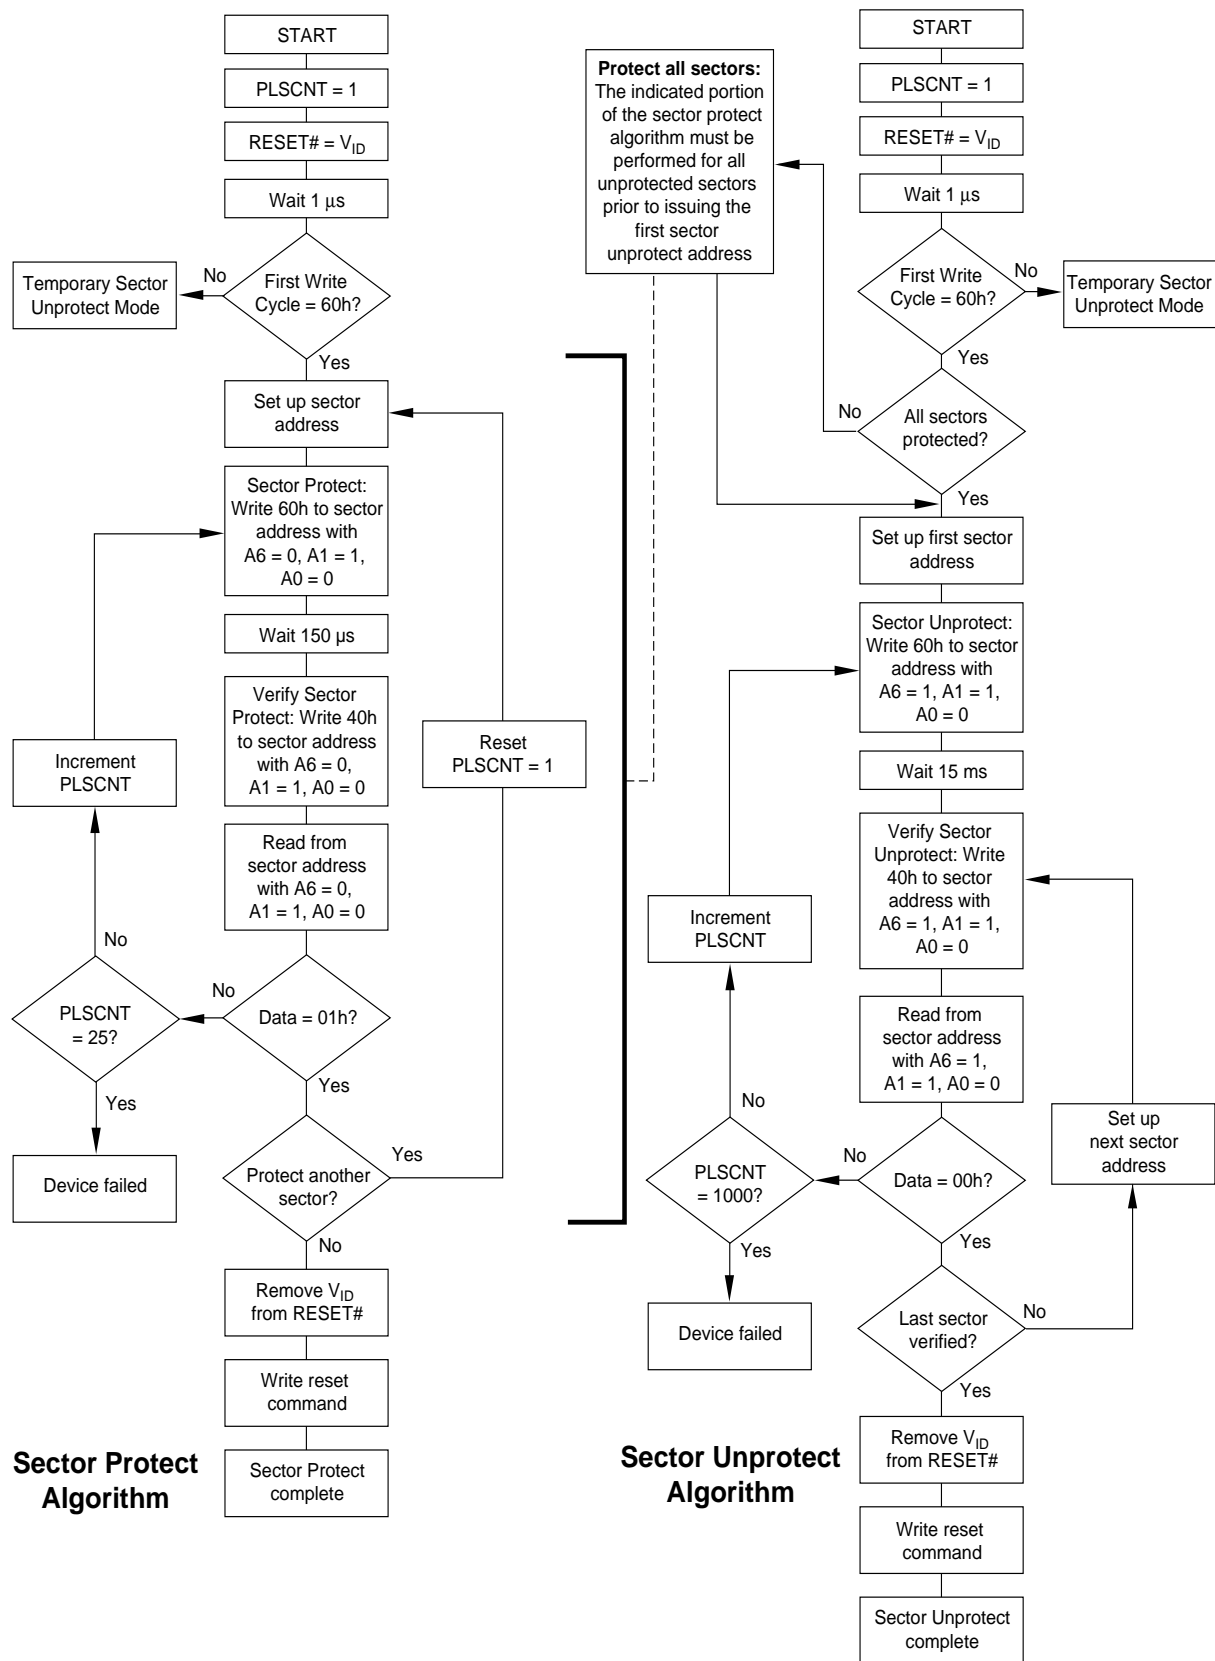 START
PLSCNT = 1
RESET# = VID
Wait 1 μs
First Write
Cycle = 60h?
No
Temporary Sector
Unprotect Mode
Yes
Set up sector
address
Sector Protect:
Write 60h to sector
address with
A6 = 0, A1 = 1,
A0 = 0
Wait 150 µs
Verify Sector
Protect: Write 40h
to sector address
with A6 = 0,
A1 = 1, A0 = 0
Reset
PLSCNT = 1
Increment
PLSCNT
Read from
sector address
with A6 = 0,
A1 = 1, A0 = 0
No
PLSCNT
= 25?
No
Data = 01h?
Yes
Yes
Device failed
Protect another
sector?
Yes
No
Remove VID
from RESET#
Write reset
command
Sector Protect
complete
Sector Protect
Algorithm
Protect all sectors:
The indicated portion
of the sector protect
algorithm must be
performed for all
unprotected sectors
prior to issuing the
first sector
unprotect address
START
PLSCNT = 1
RESET# = VID
Wait 1 μs
First Write
Cycle = 60h?
No
Temporary Sector
Unprotect Mode
Yes
No
All sectors
protected?
Yes
Set up first sector
address
Sector Unprotect:
Write 60h to sector
address with
A6 = 1, A1 = 1,
A0 = 0
Wait 15 ms
Verify Sector
Unprotect: Write
40h to sector
address with
A6 = 1, A1 = 1,
A0 = 0
Increment
PLSCNT
Read from
sector address
with A6 = 1,
A1 = 1, A0 = 0
No
Set up
next sector
address
PLSCNT
= 1000?
No
Data = 00h?
Yes
Yes
Device failed
Last sector
verified?
No
Yes
Remove VID
from RESET#
Write reset
command
Sector Unprotect
complete
Sector Unprotect
Algorithm